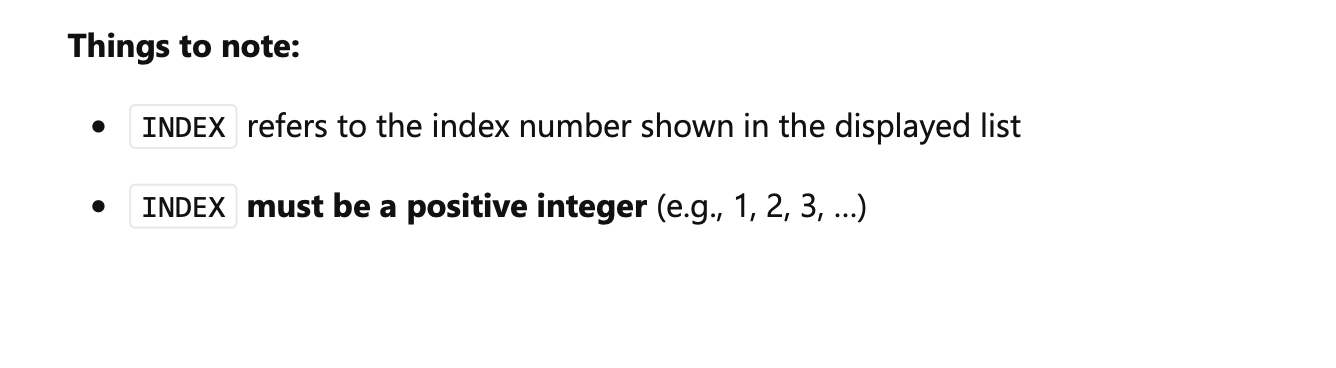 Things to note:
• INDEX refers to the index number shown in the displayed list
• INDEX must be a positive integer (e.g., 1, 2, 3, ...)